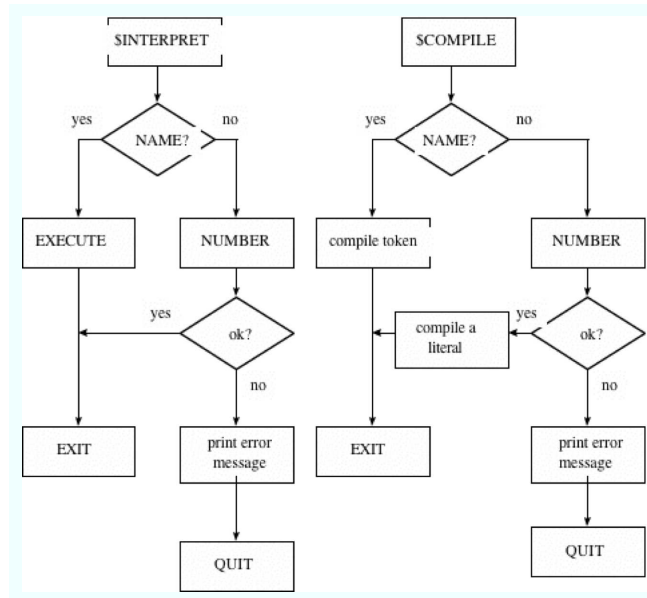 $INTERPRET
yes
no
NAME?
EXECUTE
NUMBER
yes
ok?
no
EXIT
print error
message
QUIT
$COMPILE
yes
no
NAME?
compile token
NUMBER
compile a
literal
yes
ok?
no
EXIT
print error
message
QUIT